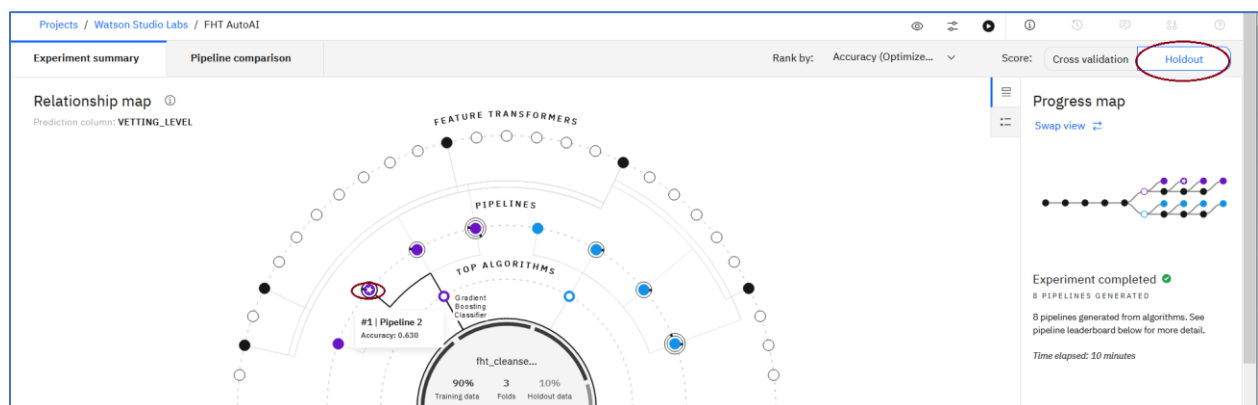 Projects / Watson Studio Labs / FHT AutoAI
Experiment summary
Pipeline comparison
Rank by: Accuracy (Optimize...
Score: Cross validation Holdout
Relationship map
Prediction column: VETTING_LEVEL
FEATURE TRANSFORMERS
PIPELINES
TOP ALGORITHMS
Gradient
Boosting
Classifier
#1 | Pipeline 2
Accuracy: 0.630
fht_cleanse...
90% 3 10%
Training data Folds Holdout data
Progress map
Swap view
Experiment completed
8 PIPELINES GENERATED
8 pipelines generated from algorithms. See
pipeline leaderboard below for more detail.
Time elapsed: 10 minutes